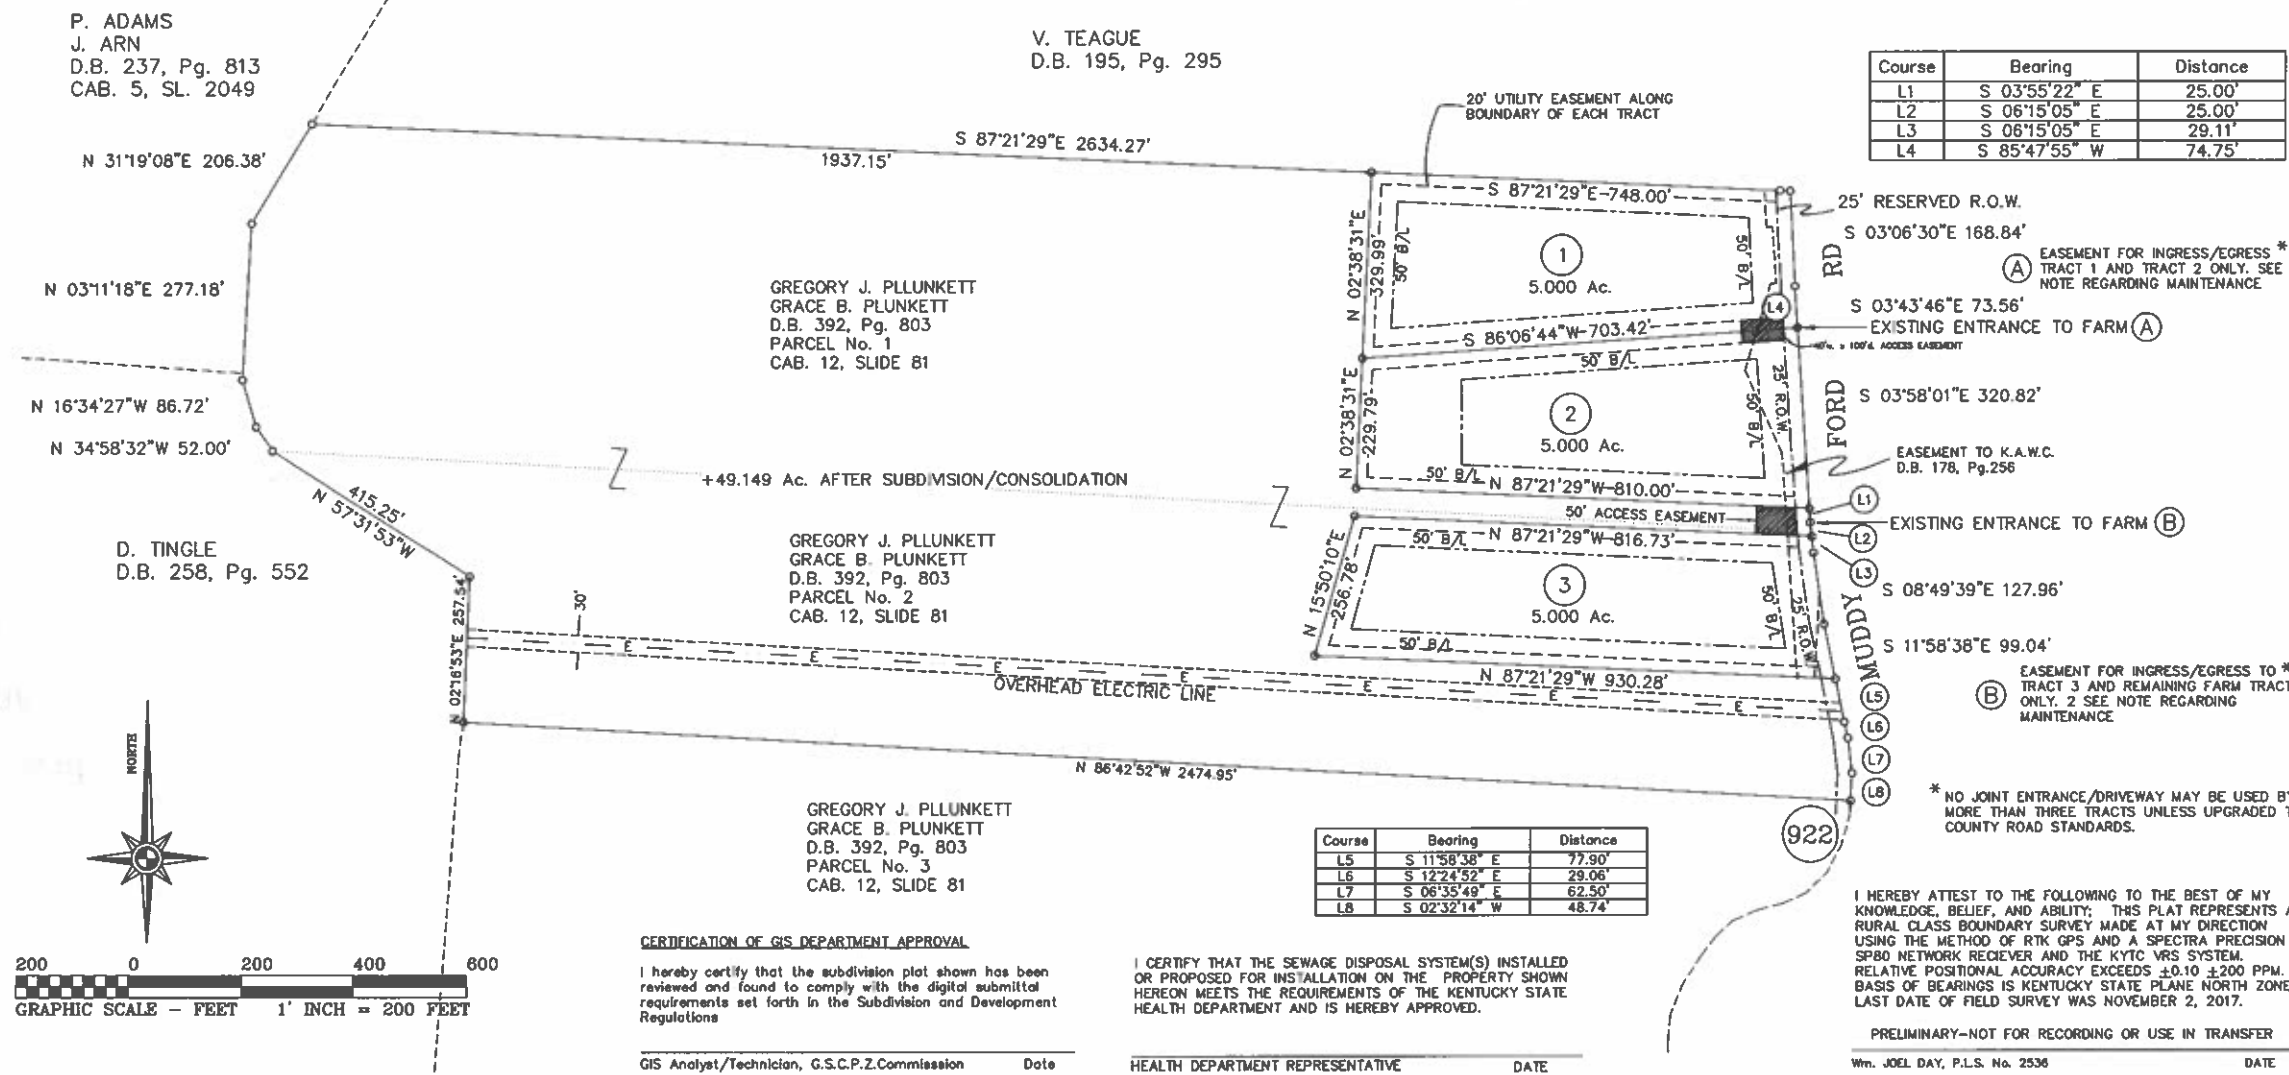 P. ADAMS
J. ARN
D.B. 237, Pg. 813
CAB. 5, SL. 2049
V. TEAGUE
D.B. 195, Pg. 295
Course Bearing Distance
L1 S 03°55'22" E 25.00'
L2 S 06°15'05" E 25.00'
L3 S 06°15'05" E 29.11'
L4 S 85°47'55" W 74.75'
20' UTILITY EASEMENT ALONG
BOUNDARY OF EACH TRACT
N 31°19'08"E 206.38'
S 87°21'29"E 2634.27'
1937.15'
S 87°21'29"E-748.00'
25' RESERVED R.O.W.
S 03°06'30"E 168.84'
RD
A
EASEMENT FOR INGRESS/EGRESS *
TRACT 1 AND TRACT 2 ONLY. SEE
NOTE REGARDING MAINTENANCE
N 03°11'18"E 277.18'
GREGORY J. PLLUNKETT
GRACE B. PLUNKETT
D.B. 392, Pg. 803
PARCEL No. 1
CAB. 12, SLIDE 81
N 02°38'31"E
329.99'
50' B/L
1
5.000 Ac.
50' B/L
L4
S 03°43'46"E 73.56'
EXISTING ENTRANCE TO FARM A
100' ACCESS EASEMENT
S 86°06'44"W-703.42'
50' B/L
N 16°34'27"W 86.72'
N 34°58'32"W 52.00'
N 02°38'31"E
229.79'
2
5.000 Ac.
50' B/L
25' R.O.W.
FORD
S 03°58'01"E 320.82'
EASEMENT TO K.A.W.C.
D.B. 178, Pg.256
+49.149 Ac. AFTER SUBDIVISION/CONSOLIDATION
50' B/L
N 87°21'29"W-810.00'
L1
415.25'
N 57°31'53"W
50' ACCESS EASEMENT
EXISTING ENTRANCE TO FARM B
L2
D. TINGLE
D.B. 258, Pg. 552
GREGORY J. PLLUNKETT
GRACE B. PLUNKETT
D.B. 392, Pg. 803
PARCEL No. 2
CAB. 12, SLIDE 81
50' B/L
N 87°21'29"W-816.73'
L3
N 15°50'10"E
256.78'
3
5.000 Ac.
50' B/L
25' R.O.W.
S 08°49'39"E 127.96'
MUDDY
S 11°58'38"E 99.04'
50' B/L
N 02°16'53"E 257.54'
30'
E E E E E E E
OVERHEAD ELECTRIC LINE
N 87°21'29"W 930.28'
B
EASEMENT FOR INGRESS/EGRESS TO *
TRACT 3 AND REMAINING FARM TRACT
ONLY. 2 SEE NOTE REGARDING
MAINTENANCE
L5
L6
L7
L8
NORTH
N 86°42'52"W 2474.95'
GREGORY J. PLLUNKETT
GRACE B. PLUNKETT
D.B. 392, Pg. 803
PARCEL No. 3
CAB. 12, SLIDE 81
922
* NO JOINT ENTRANCE/DRIVEWAY MAY BE USED BY
MORE THAN THREE TRACTS UNLESS UPGRADED T
COUNTY ROAD STANDARDS.
Course Bearing Distance
L5 S 11°58'38" E 77.90'
L6 S 12°24'52" E 29.06'
L7 S 06°35'49" E 62.50'
L8 S 02°32'14" W 48.74'
200 0 200 400 600
GRAPHIC SCALE - FEET 1' INCH = 200 FEET
CERTIFICATION OF GIS DEPARTMENT APPROVAL
I hereby certify that the subdivision plat shown has been
reviewed and found to comply with the digital submittal
requirements set forth in the Subdivision and Development
Regulations
GIS Analyst/Technician, G.S.C.P.Z.Commission Date
I CERTIFY THAT THE SEWAGE DISPOSAL SYSTEM(S) INSTALLED
OR PROPOSED FOR INSTALLATION ON THE PROPERTY SHOWN
HEREON MEETS THE REQUIREMENTS OF THE KENTUCKY STATE
HEALTH DEPARTMENT AND IS HEREBY APPROVED.
HEALTH DEPARTMENT REPRESENTATIVE DATE
I HEREBY ATTEST TO THE FOLLOWING TO THE BEST OF MY
KNOWLEDGE, BELIEF, AND ABILITY; THIS PLAT REPRESENTS A
RURAL CLASS BOUNDARY SURVEY MADE AT MY DIRECTION
USING THE METHOD OF RTK GPS AND A SPECTRA PRECISION
SP80 NETWORK RECIEVER AND THE KYTC VRS SYSTEM.
RELATIVE POSITIONAL ACCURACY EXCEEDS ±0.10 ±200 PPM.
BASIS OF BEARINGS IS KENTUCKY STATE PLANE NORTH ZONE
LAST DATE OF FIELD SURVEY WAS NOVEMBER 2, 2017.
PRELIMINARY-NOT FOR RECORDING OR USE IN TRANSFER
Wm. JOEL DAY, P.L.S. No. 2536 DATE